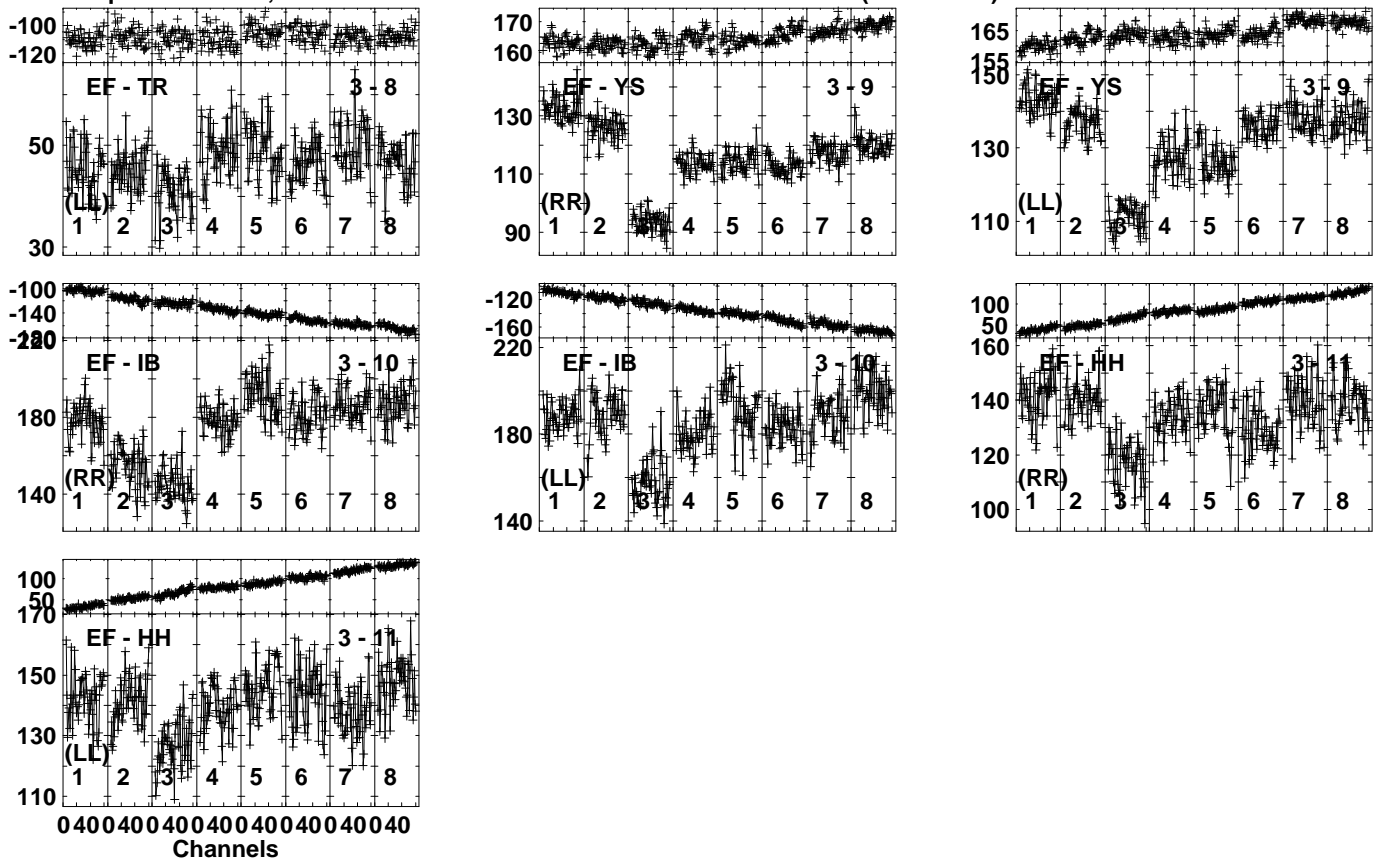 -100
-120
EF - TR 3 - 8
50
(LL)
1 2 3 4 5 6 7 8
30
170
160
EF - YS 3 - 9
130
110
(RR)
1 2 3 4 5 6 7 8
90
165
155
150
EF - YS 3 - 9
130
(LL)
110
1 2 3 4 5 6 7 8
-100
-140
220
EF - IB 3 - 10
180
(RR)
1 2 3 4 5 6 7 8
140
-120
-160
220
EF - IB 3 - 10
180
(LL)
1 2 3 4 5 6 7 8
140
100
50
160
EF - HH 3 - 11
140
120
(RR)
1 2 3 4 5 6 7 8
100
100
50
170
EF - HH 3 - 11
150
130
(LL)
1 2 3 4 5 6 7 8
110
0 40 0 40 0 40 0 40 0 40 0 40 0 40 0 40
Channels